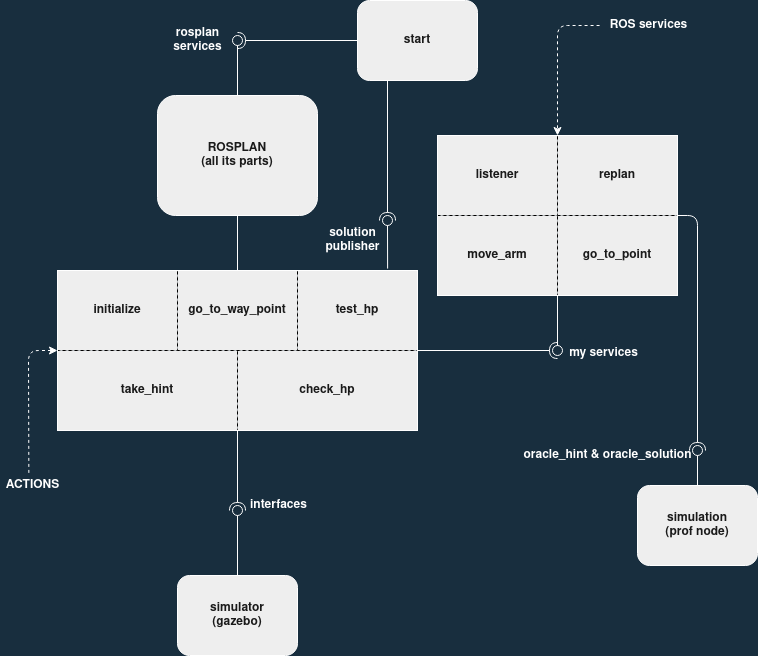 rosplan
services
start
ROS services
ROSPLAN
(all its parts)
listener
replan
solution
publisher
move_arm
go_to_point
initialize
go_to_way_point
test_hp
my services
take_hint
check_hp
oracle_hint & oracle_solution
ACTIONS
interfaces
simulation
(prof node)
simulator
(gazebo)